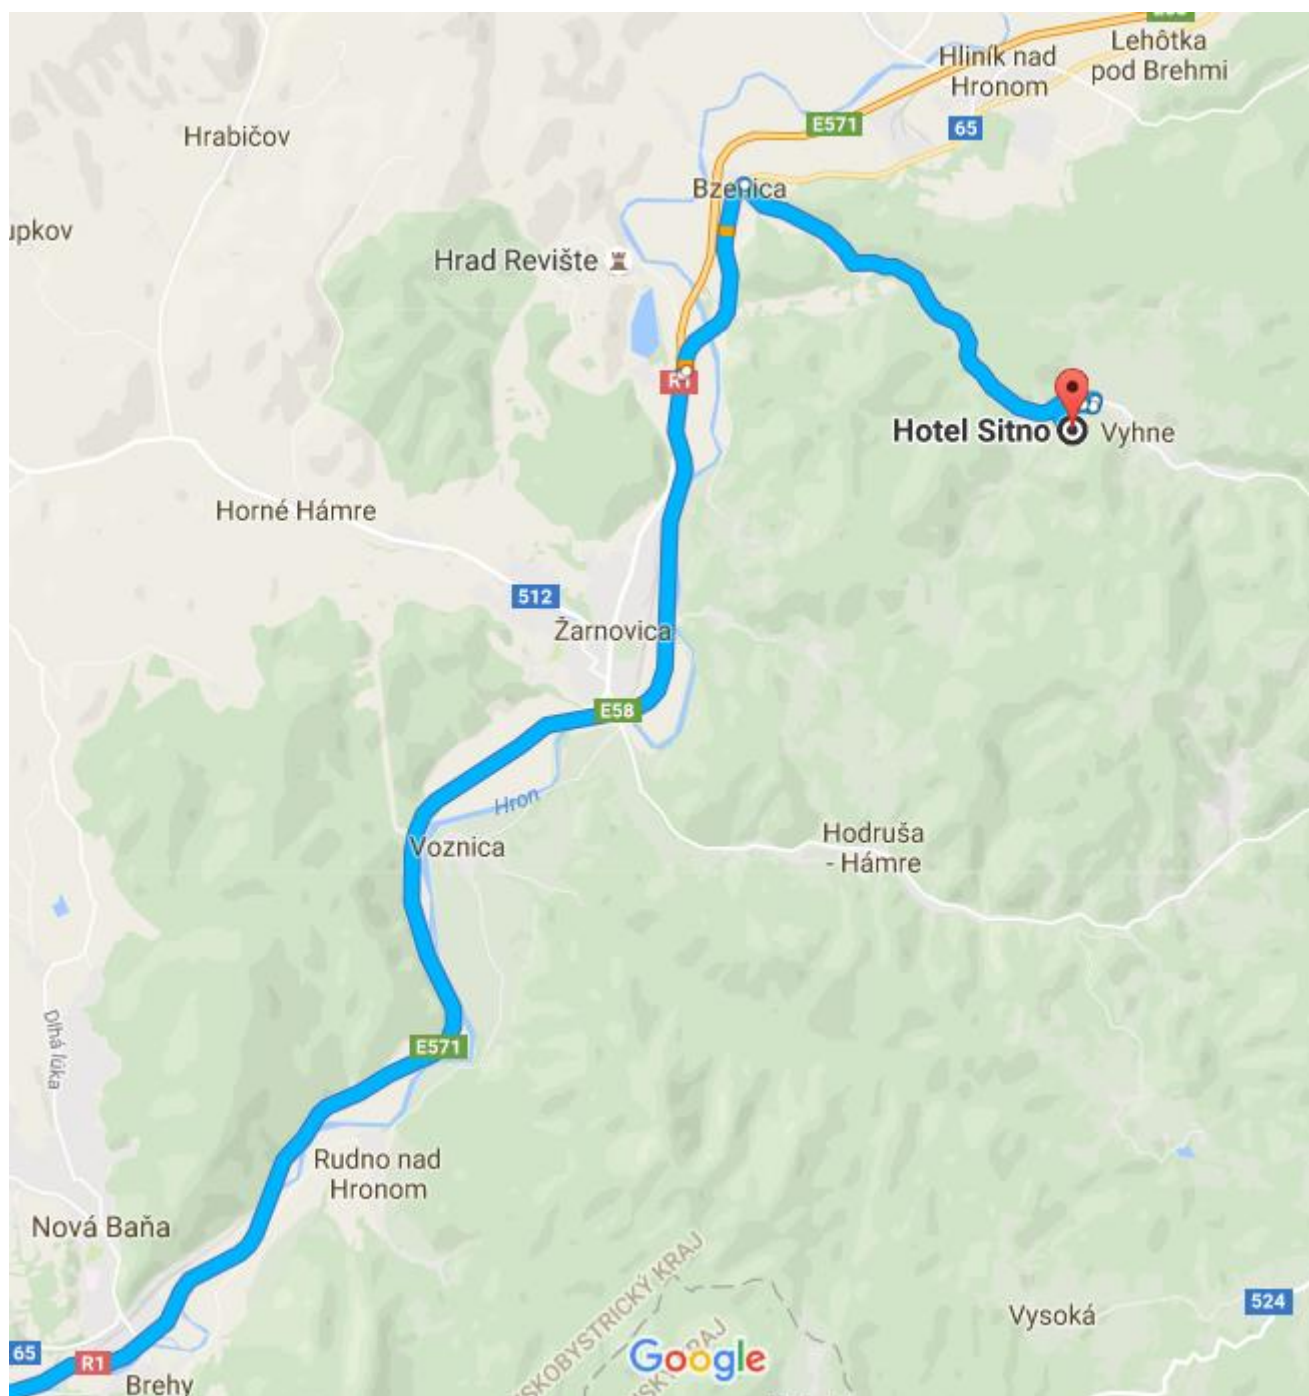 Hliník nad
Hronom
Lehôtka
pod Brehmi
E571
65
Hrabičov
Bzenica
Hrad Revište
R1
Hotel Sitno
Vyhne
Horné Hámre
512
Žarnovica
E58
Hron
Voznica
Hodruša
- Hámre
Dlhá lúka
E571
Rudno nad
Hronom
Nová Baňa
SKOBYSTRICKÝ KRAJ
Vysoká
524
Google
65
R1
Brehy